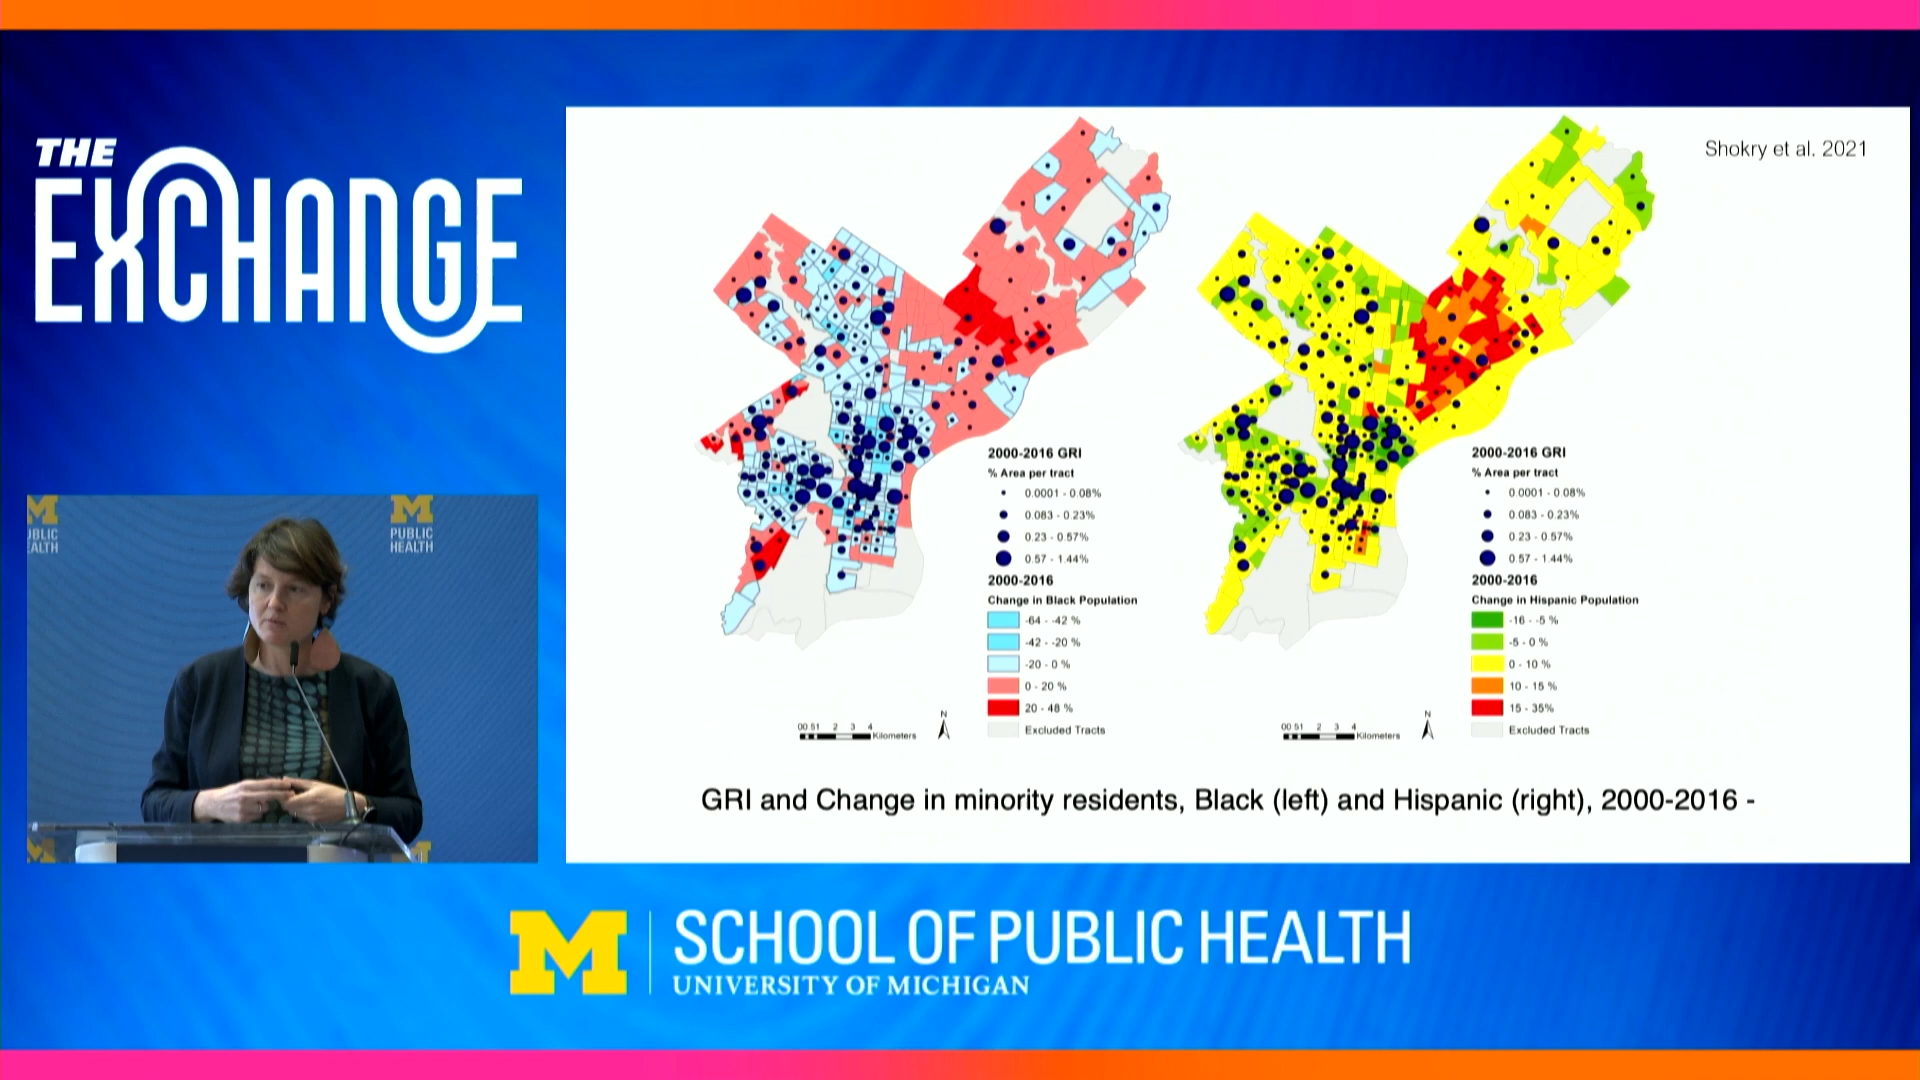 THE
EXCHANGE
Shokry et al. 2021
2000-2016 GRI
% Area per tract
0.0001 - 0.08%
0.083 - 0.23%
0.23 - 0.57%
0.57 - 1.44%
2000-2016
Change in Black Population
-64 - -42 %
-42 - -20 %
-20 - 0 %
0 - 20 %
20 - 48 %
Excluded Tracts
00.51 2 3 4
Kilometers
N
2000-2016 GRI
% Area per tract
0.0001 - 0.08%
0.083 - 0.23%
0.23 - 0.57%
0.57 - 1.44%
2000-2016
Change in Hispanic Population
-16 - -5 %
-5 - 0 %
0 - 10 %
10 - 15 %
15 - 35%
Excluded Tracts
00.51 2 3 4
Kilometers
N
GRI and Change in minority residents, Black (left) and Hispanic (right), 2000-2016 -
M
PUBLIC
HEALTH
M
UBLIC
EALTH
M
SCHOOL OF PUBLIC HEALTH
UNIVERSITY OF MICHIGAN